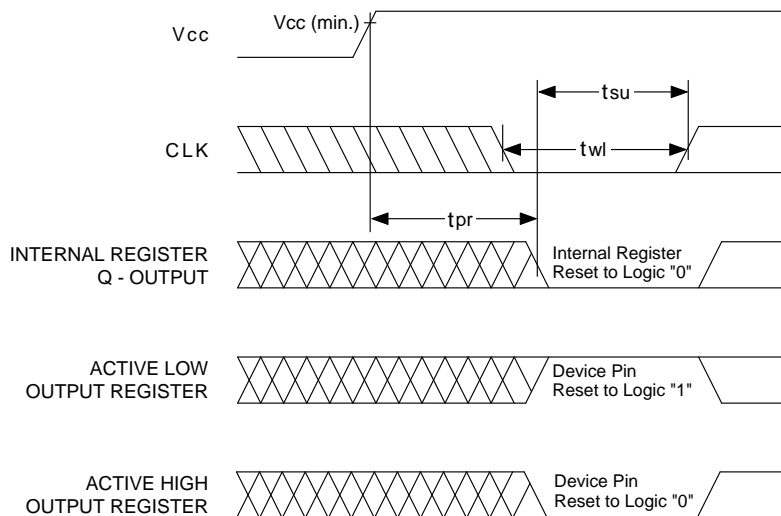 Vcc
Vcc (min.)
tsu
CLK
twl
tpr
INTERNAL REGISTER
Q - OUTPUT
Internal Register
Reset to Logic "0"
ACTIVE LOW
OUTPUT REGISTER
Device Pin
Reset to Logic "1"
ACTIVE HIGH
OUTPUT REGISTER
Device Pin
Reset to Logic "0"